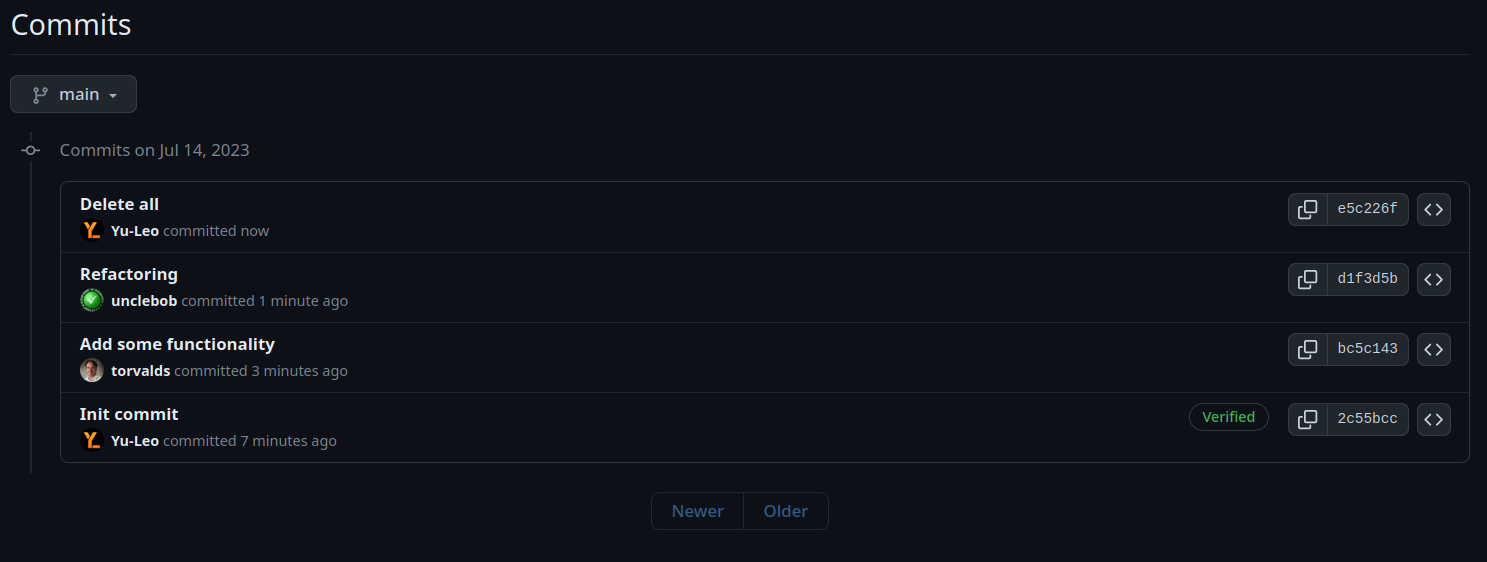 Commits
main
Commits on Jul 14, 2023
Delete all
Yu-Leo committed now
e5c226f
Refactoring
unclebob committed 1 minute ago
d1f3d5b
Add some functionality
torvalds committed 3 minutes ago
bc5c143
Init commit
Yu-Leo committed 7 minutes ago
Verified
2c55bcc
Newer
Older